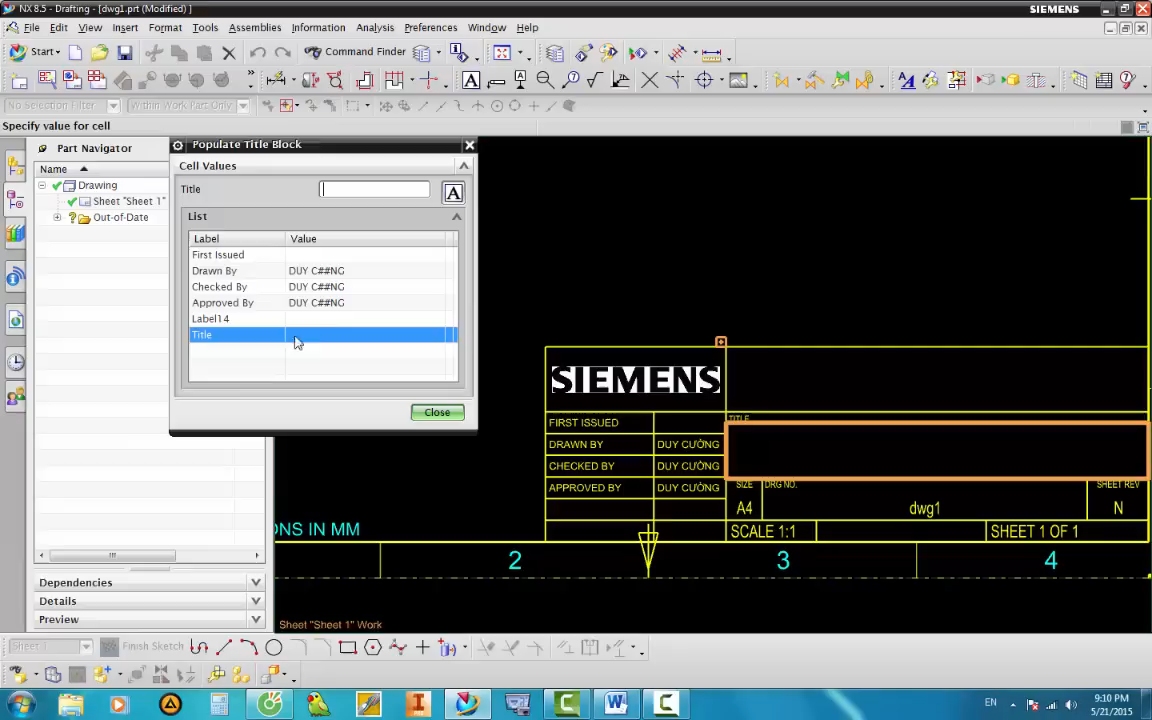 NX 8.5 - Drafting - [dwg1.prt (Modified) ]
SIEMENS
File Edit View Insert Format Tools Assemblies Information Analysis Preferences Window Help
Start
Command Finder
No Selection Filter
Within Work Part Only
Specify value for cell
Part Navigator
Name
Drawing
Sheet "Sheet 1"
Out-of-Date
Dependencies
Details
Preview
Populate Title Block
Cell Values
Title
List
Label Value
First Issued
Drawn By DUY C##NG
Checked By DUY C##NG
Approved By DUY C##NG
Label14
Title
Close
SIEMENS
FIRST ISSUED
TITLE
DRAWN BY DUY CƯỜNG
CHECKED BY DUY CƯỜNG
APPROVED BY DUY CƯỜNG
SIZE DRG NO. SHEET REV
A4 dwg1 N
SCALE 1:1 SHEET 1 OF 1
ONS IN MM
2 3 4
Sheet "Sheet 1" Work
Sheet 1
Finish Sketch
EN
9:10 PM
5/21/2015